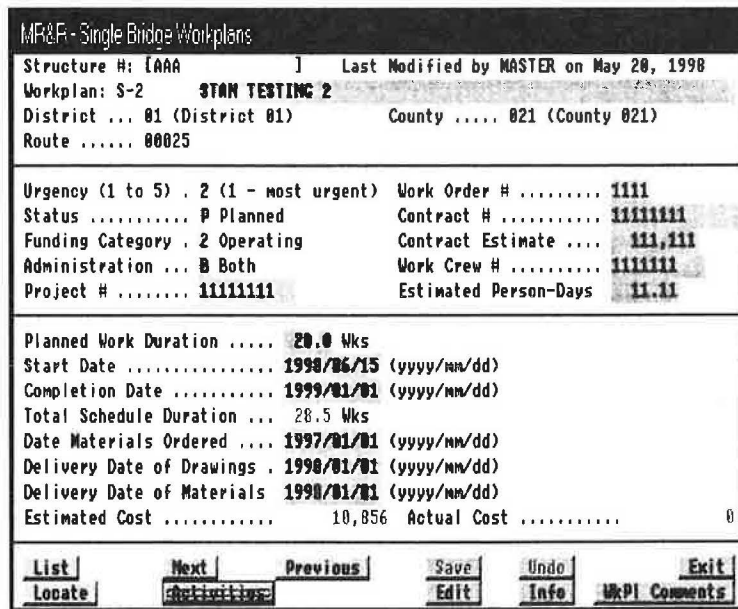 MR&R - Single Bridge Workplans
Structure #: [AAA ] Last Modified by MASTER on May 20, 1998
Workplan: S-2 STAN TESTING 2
District ... 01 (District 01) County ..... 021 (County 021)
Route ...... 00025
Urgency (1 to 5) . 2 (1 - most urgent) Work Order # ......... 1111
Status ........... P Planned Contract # ........... 11111111
Funding Category . 2 Operating Contract Estimate .... 111,111
Administration ... B Both Work Crew # .......... 1111111
Project # ........ 11111111 Estimated Person-Days 11.11
Planned Work Duration ..... 20.0 Wks
Start Date ................ 1998/06/15 (yyyy/mm/dd)
Completion Date ........... 1999/01/01 (yyyy/mm/dd)
Total Schedule Duration ... 28.5 Wks
Date Materials Ordered .... 1997/01/01 (yyyy/mm/dd)
Delivery Date of Drawings . 1998/01/01 (yyyy/mm/dd)
Delivery Date of Materials 1998/01/01 (yyyy/mm/dd)
Estimated Cost ............ 10,856 Actual Cost ........... 0
List Next Previous Save Undo Exit
Locate Activities Edit Info WkPl Comments